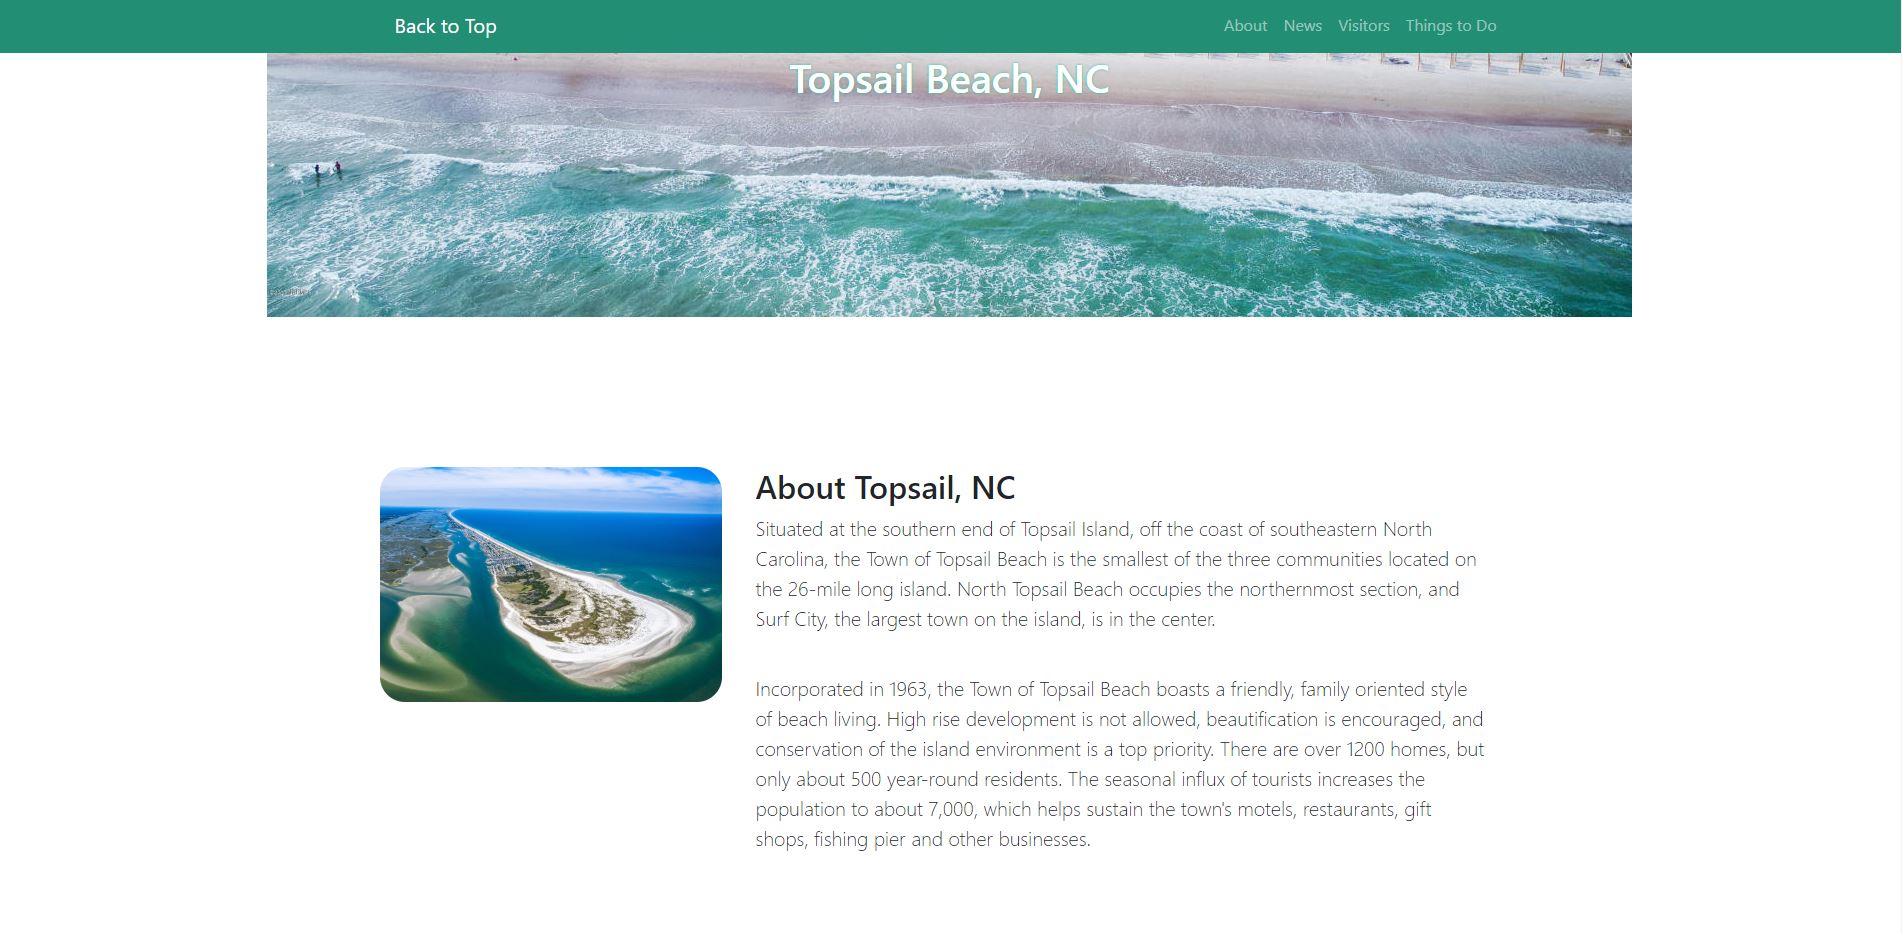 Back to Top
About News Visitors Things to Do
Topsail Beach, NC
About Topsail, NC
Situated at the southern end of Topsail Island, off the coast of southeastern North
Carolina, the Town of Topsail Beach is the smallest of the three communities located on
the 26-mile long island. North Topsail Beach occupies the northernmost section, and
Surf City, the largest town on the island, is in the center.
Incorporated in 1963, the Town of Topsail Beach boasts a friendly, family oriented style
of beach living. High rise development is not allowed, beautification is encouraged, and
conservation of the island environment is a top priority. There are over 1200 homes, but
only about 500 year-round residents. The seasonal influx of tourists increases the
population to about 7,000, which helps sustain the town's motels, restaurants, gift
shops, fishing pier and other businesses.